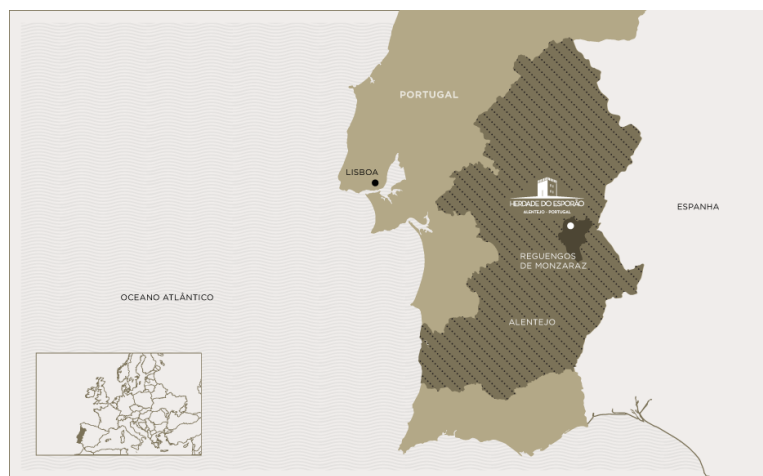 PORTUGAL
LISBOA
HERDADE DO ESPORÃO
ALENTEJO - PORTUGAL
ESPANHA
REGUENGOS
DE MONZARAZ
OCEANO ATLÂNTICO
ALENTEJO